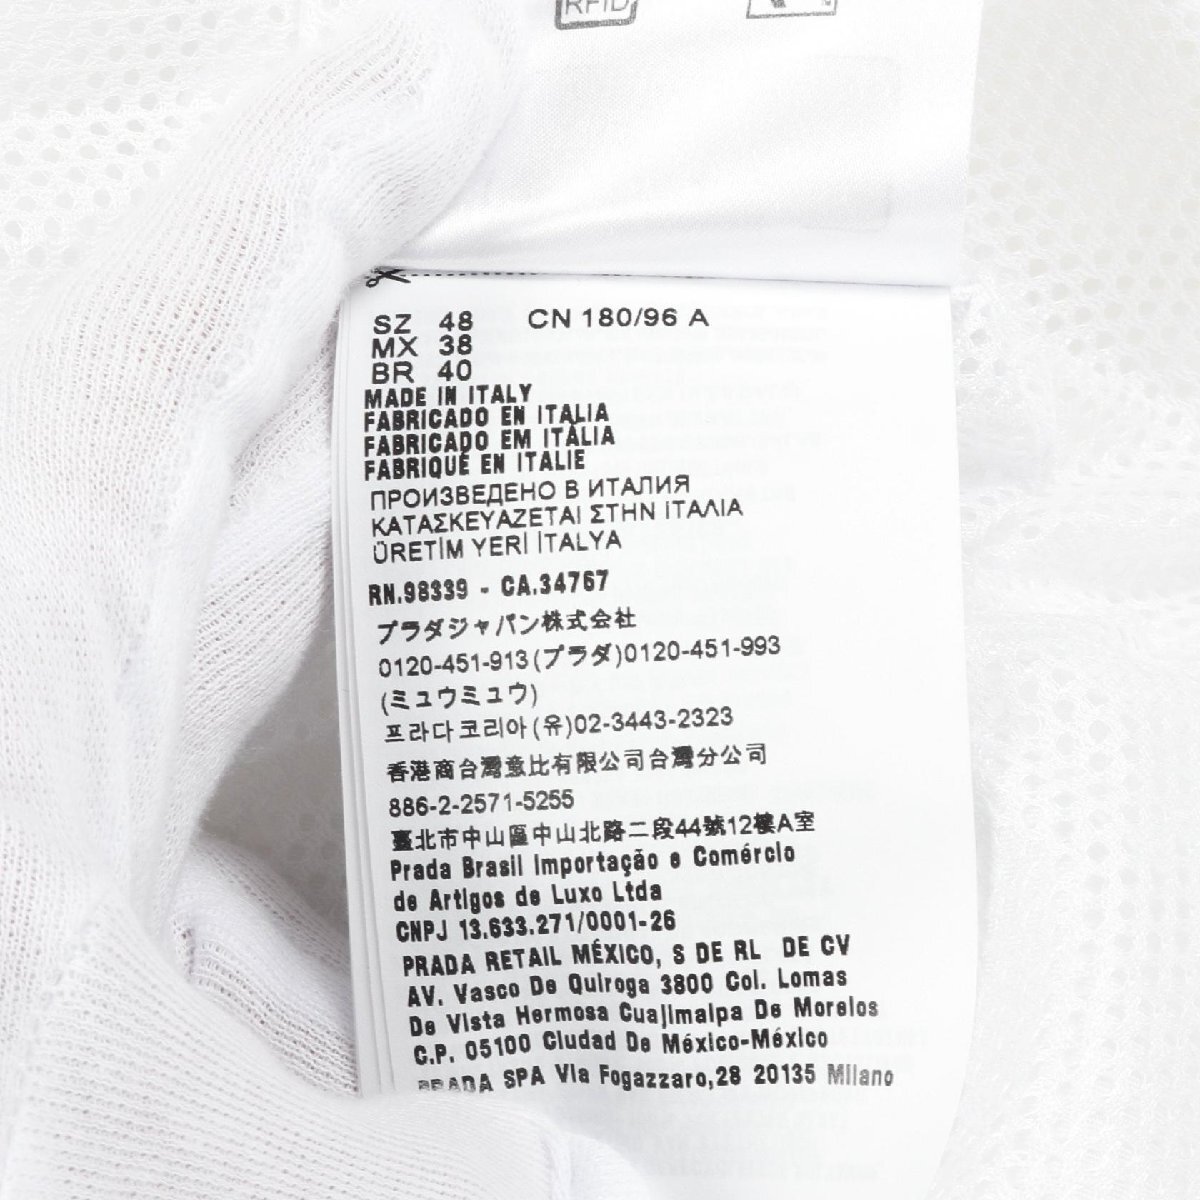 RFID
SZ 48 CN 180/96 A
MX 38
BR 40
MADE IN ITALY
FABRICADO EN ITALIA
FABRICADO EM ITÁLIA
FABRIQUÉ EN ITALIE
ПРОИЗВЕДЕНО В ИТАЛИЯ
ΚΑΤΑΣΚΕΥΑΖΕΤΑΙ ΣΤΗΝ ΙΤΑΛΙΑ
ÜRETİM YERİ İTALYA
RN.98339 - CA.34767
プラダジャパン株式会社
0120-451-913(プラダ)0120-451-993
(ミュウミュウ)
프라다코리아(유)02-3443-2323
香港商台灣意比有限公司台灣分公司
886-2-2571-5255
臺北市中山區中山北路二段44號12樓A室
Prada Brasil Importação e Comércio
de Artigos de Luxo Ltda
CNPJ 13.633.271/0001-26
PRADA RETAIL MÉXICO, S DE RL DE CV
AV. Vasco De Quiroga 3800 Col. Lomas
De Vista Hermosa Cuajimalpa De Morelos
C.P. 05100 Ciudad De México-México
PRADA SPA Via Fogazzaro,28 20135 Milano